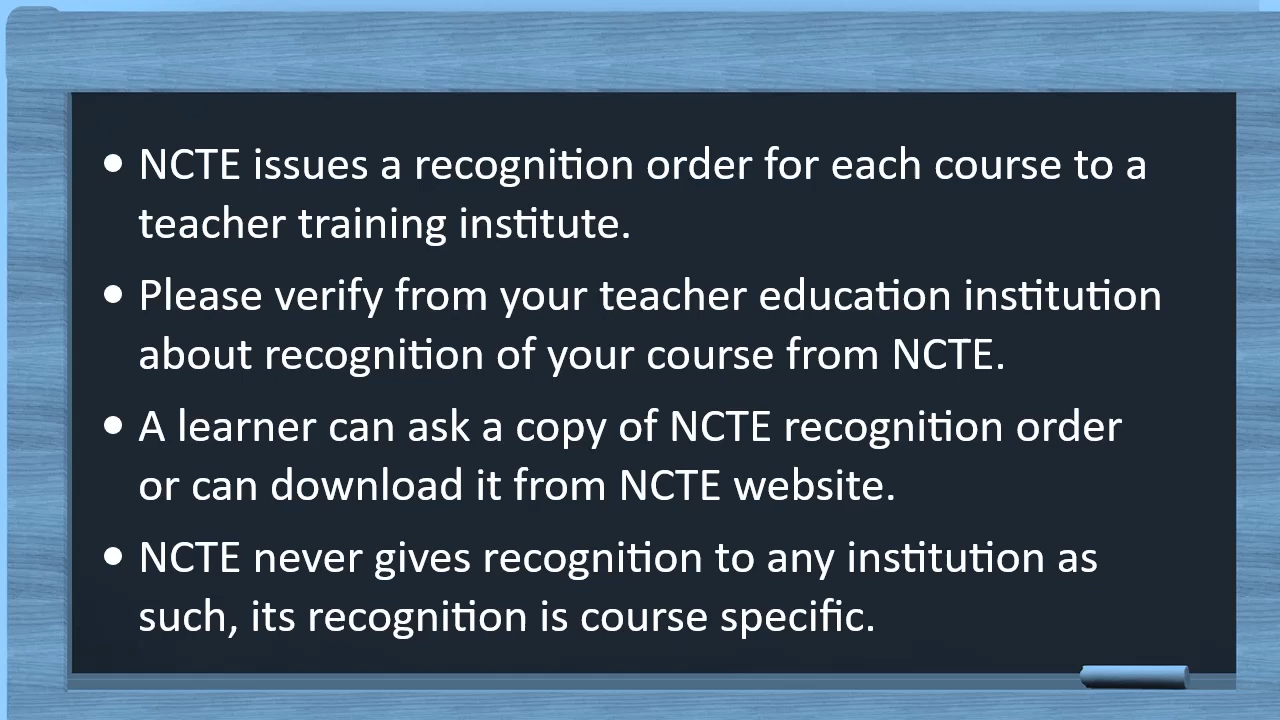 • NCTE issues a recognition order for each course to a
teacher training institute.
• Please verify from your teacher education institution
about recognition of your course from NCTE.
• A learner can ask a copy of NCTE recognition order
or can download it from NCTE website.
• NCTE never gives recognition to any institution as
such, its recognition is course specific.